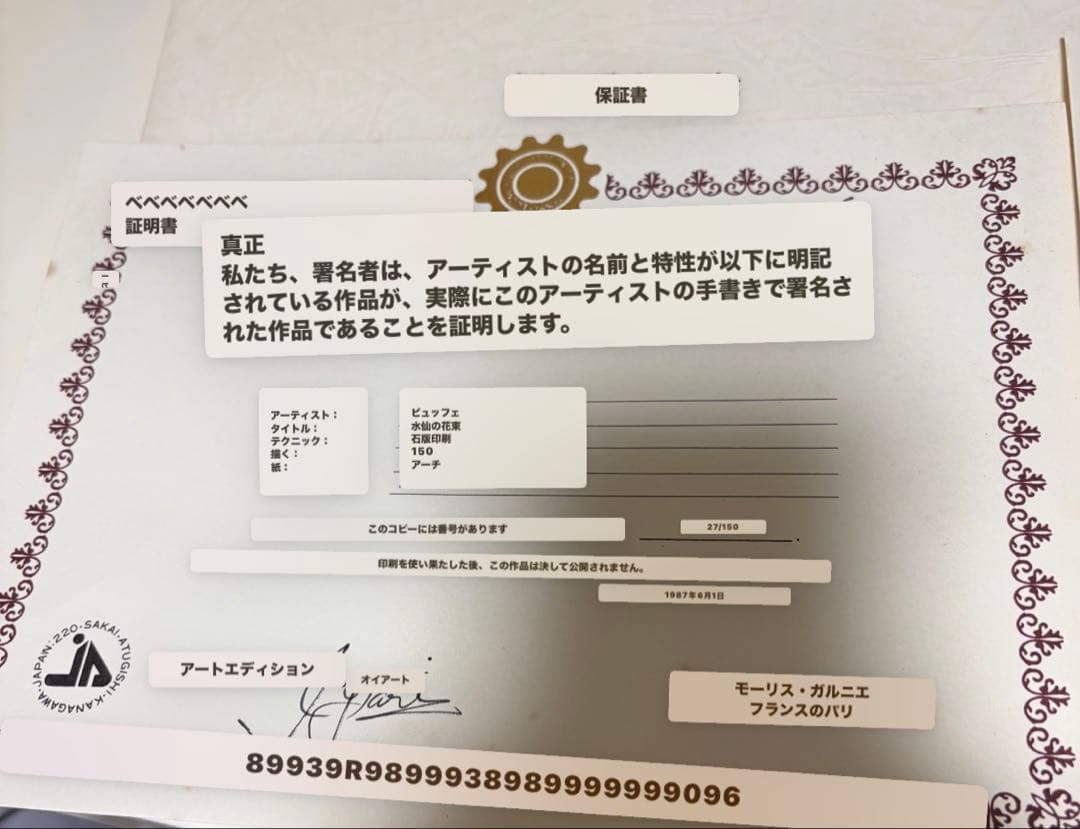 保証書
べべべべべべべ
証明書
真正
私たち、署名者は、アーティストの名前と特性が以下に明記
されている作品が、実際にこのアーティストの手書きで署名さ
れた作品であることを証明します。
アーティスト：
タイトル：
テクニック：
描く：
紙：
ビュッフェ
水仙の花束
石版印刷
150
アーチ
このコピーには番号があります
27/150
印刷を使い果たした後、この作品は決して公開されません。
1987年6月1日
JAPAN:220·SAKAI·ATUGISHI·KANAGAWA·
アートエディション
オイアート
モーリス・ガルニエ
フランスのパリ
89939R9899938989999999096